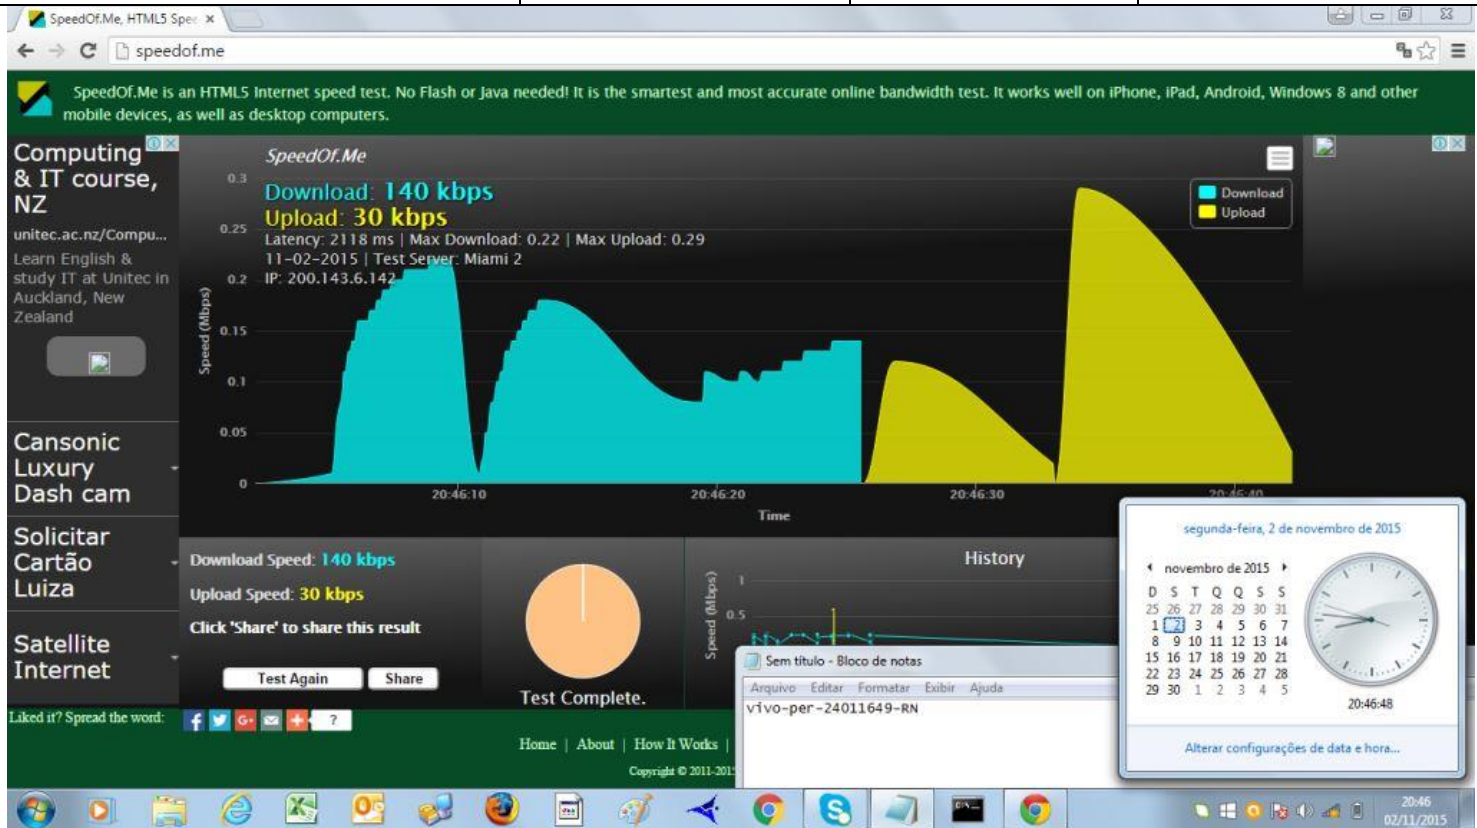 SpeedOf.Me, HTML5 Spee
speedof.me
SpeedOf.Me is an HTML5 Internet speed test. No Flash or Java needed! It is the smartest and most accurate online bandwidth test. It works well on iPhone, iPad, Android, Windows 8 and other
mobile devices, as well as desktop computers.
Computing
& IT course,
NZ
unitec.ac.nz/Compu...
Learn English &
study IT at Unitec in
Auckland, New
Zealand
Cansonic
Luxury
Dash cam
Solicitar
Cartão
Luiza
Satellite
Internet
SpeedOf.Me
Download: 140 kbps
Upload: 30 kbps
Latency: 2118 ms | Max Download: 0.22 | Max Upload: 0.29
11-02-2015 | Test Server: Miami 2
IP: 200.143.6.142
Download
Upload
Speed (Mbps)
0.3
0.25
0.2
0.15
0.1
0.05
0
20:46:10 20:46:20 20:46:30 20:46:40
Time
Download Speed: 140 kbps
Upload Speed: 30 kbps
Click 'Share' to share this result
Test Again Share
Test Complete.
History
Speed (Mbps)
1
0.5
Sem título - Bloco de notas
Arquivo Editar Formatar Exibir Ajuda
vivo-per-24011649-RN
segunda-feira, 2 de novembro de 2015
novembro de 2015
D S T Q Q S S
25 26 27 28 29 30 31
1 2 3 4 5 6 7
8 9 10 11 12 13 14
15 16 17 18 19 20 21
22 23 24 25 26 27 28
29 30 1 2 3 4 5
20:46:48
Alterar configurações de data e hora...
Liked it? Spread the word:
?
Home | About | How It Works |
Copyright © 2011-201
20:46
02/11/2015